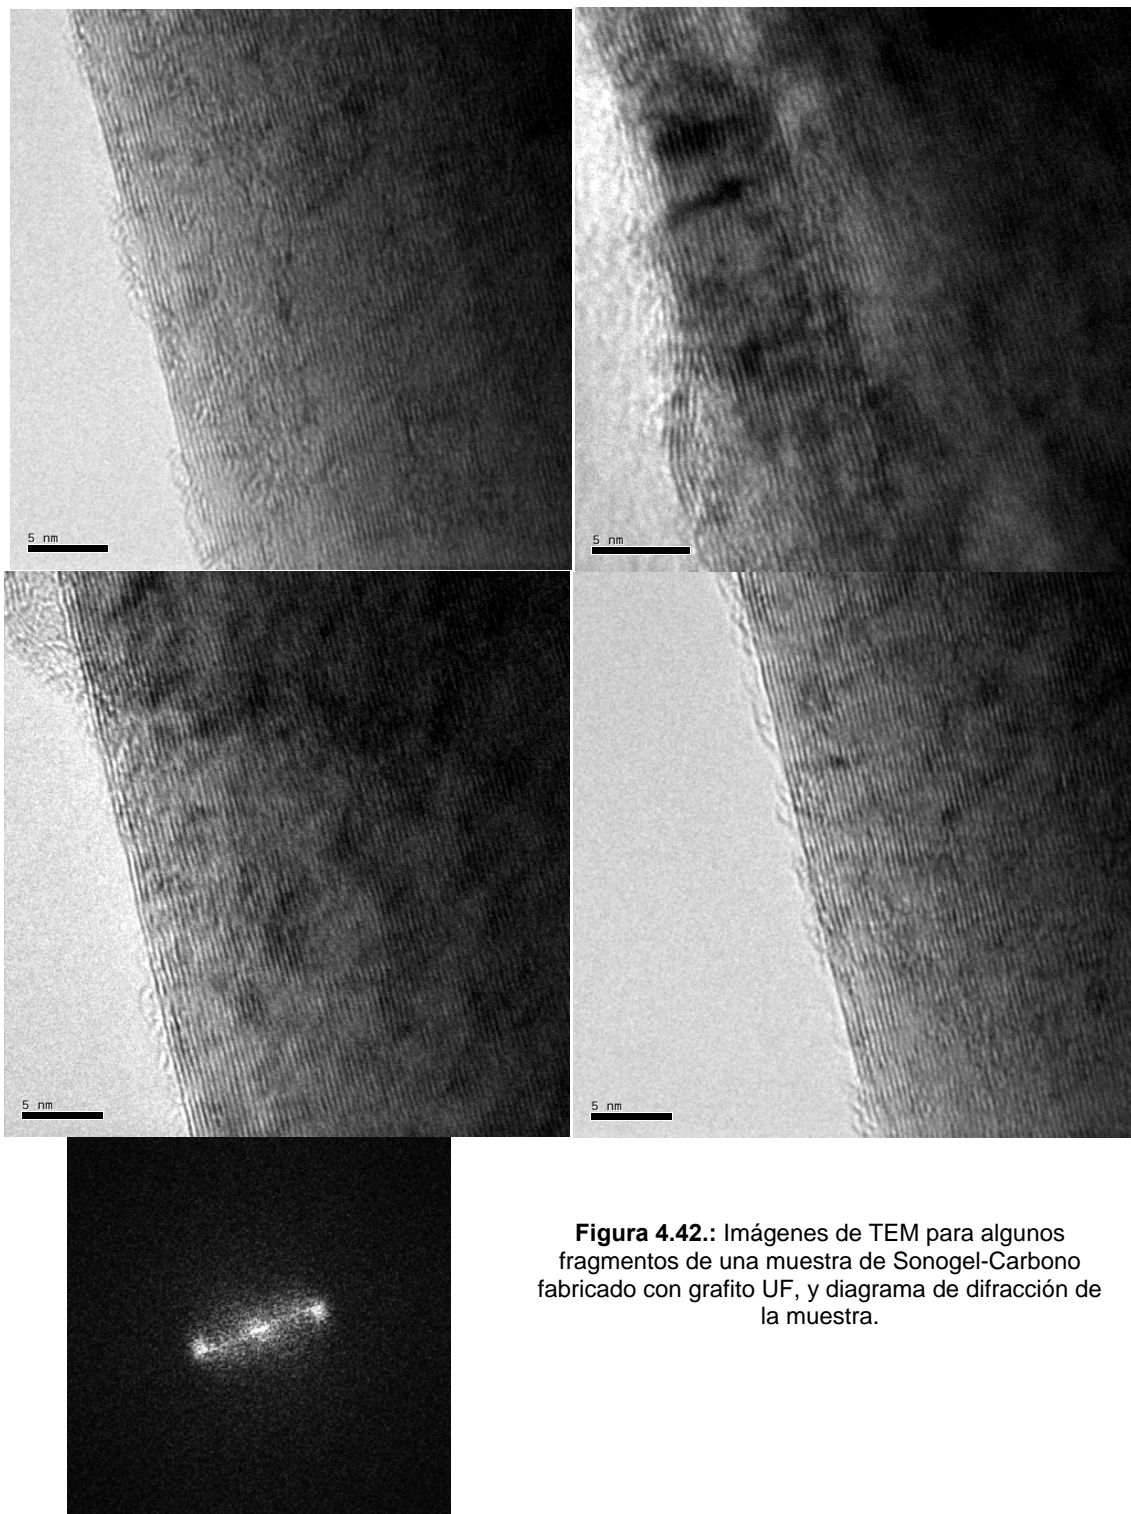 5 nm
5 nm
5 nm
5 nm
Figura 4.42.: Imágenes de TEM para algunos
fragmentos de una muestra de Sonogel-Carbono
fabricado con grafito UF, y diagrama de difracción de
la muestra.